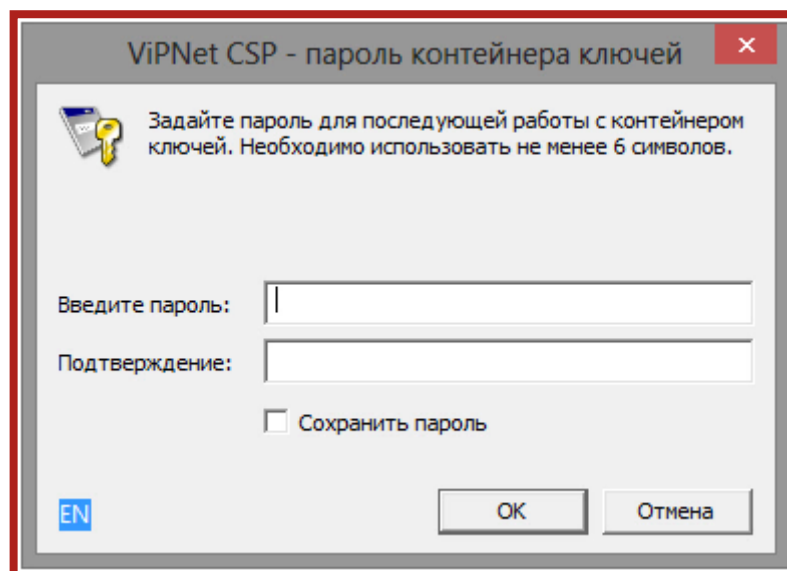 ViPNet CSP - пароль контейнера ключей
Задайте пароль для последующей работы с контейнером
ключей. Необходимо использовать не менее 6 символов.
Введите пароль:
Подтверждение:
Сохранить пароль
EN
OK
Отмена